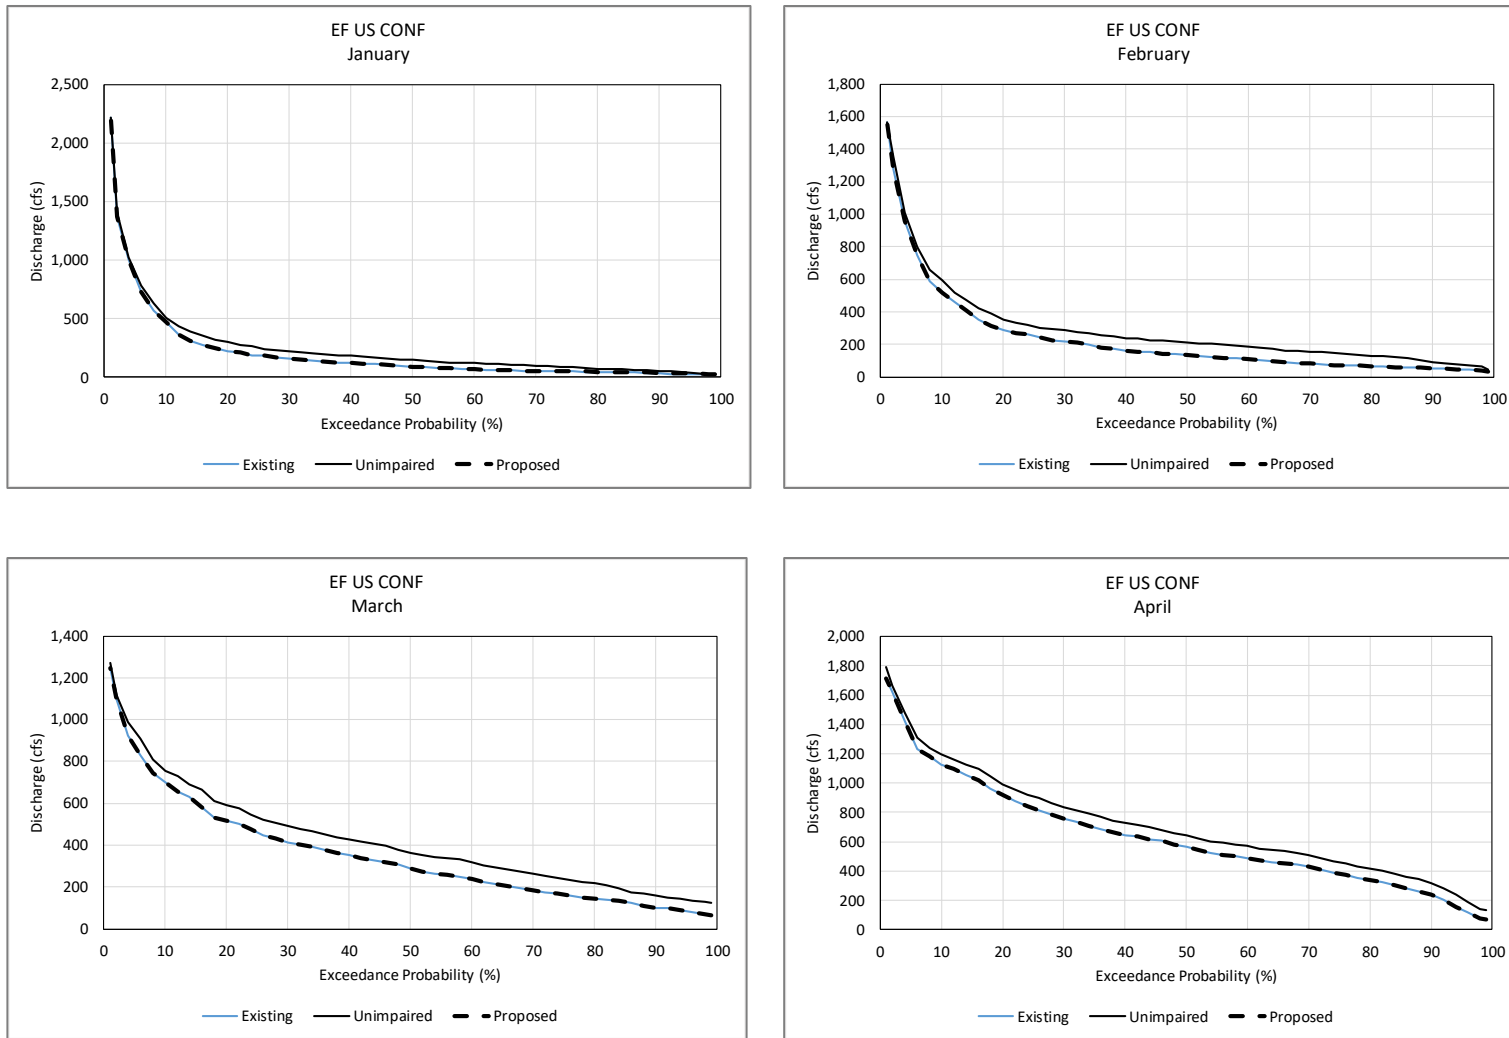 EF US CONF
January
2,500
2,000
1,500
1,000
500
0
Discharge (cfs)
0 10 20 30 40 50 60 70 80 90 100
Exceedance Probability (%)
Existing Unimpaired Proposed
EF US CONF
February
1,800
1,600
1,400
1,200
1,000
800
600
400
200
0
Discharge (cfs)
0 10 20 30 40 50 60 70 80 90 100
Exceedance Probability (%)
Existing Unimpaired Proposed
EF US CONF
March
1,400
1,200
1,000
800
600
400
200
0
Discharge (cfs)
0 10 20 30 40 50 60 70 80 90 100
Exceedance Probability (%)
Existing Unimpaired Proposed
EF US CONF
April
2,000
1,800
1,600
1,400
1,200
1,000
800
600
400
200
0
Discharge (cfs)
0 10 20 30 40 50 60 70 80 90 100
Exceedance Probability (%)
Existing Unimpaired Proposed